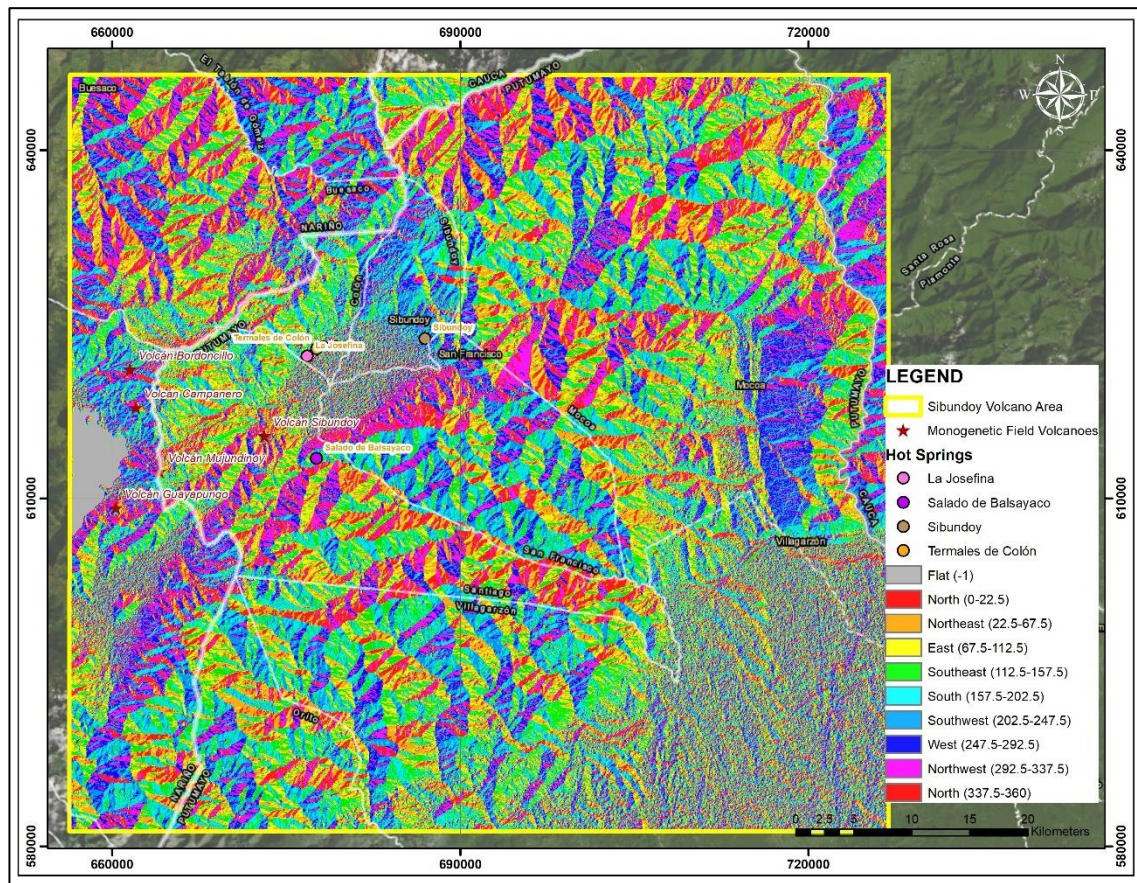 660000
690000
720000
El Tablón de Gómez
CAUCA
PUTUMAYO
Buesaco
N
W
S
640000
640000
Buesaco
NARIÑO
Sibundoy
Colón
Santa Rosa
Piamonte
Sibundoy
Sibundoy
Termales de Colón
La Josefina
San Francisco
Volcán Bordoncillo
Volcán Campanero
Mocoa
Mocoa
PUTUMAYO
CAUCA
Volcán Sibundoy
Volcán Mujundinoy
Salado de Balsayaco
Volcán Guayapungo
610000
610000
Villagarzón
San Francisco
Santiago
Villagarzón
Orito
NARIÑO
PUTUMAYO
LEGEND
Sibundoy Volcano Area
Monogenetic Field Volcanoes
Hot Springs
La Josefina
Salado de Balsayaco
Sibundoy
Termales de Colón
Flat (-1)
North (0-22.5)
Northeast (22.5-67.5)
East (67.5-112.5)
Southeast (112.5-157.5)
South (157.5-202.5)
Southwest (202.5-247.5)
West (247.5-292.5)
Northwest (292.5-337.5)
North (337.5-360)
0 2.5 5 10 15 20
Kilometers
580000
580000
660000
690000
720000